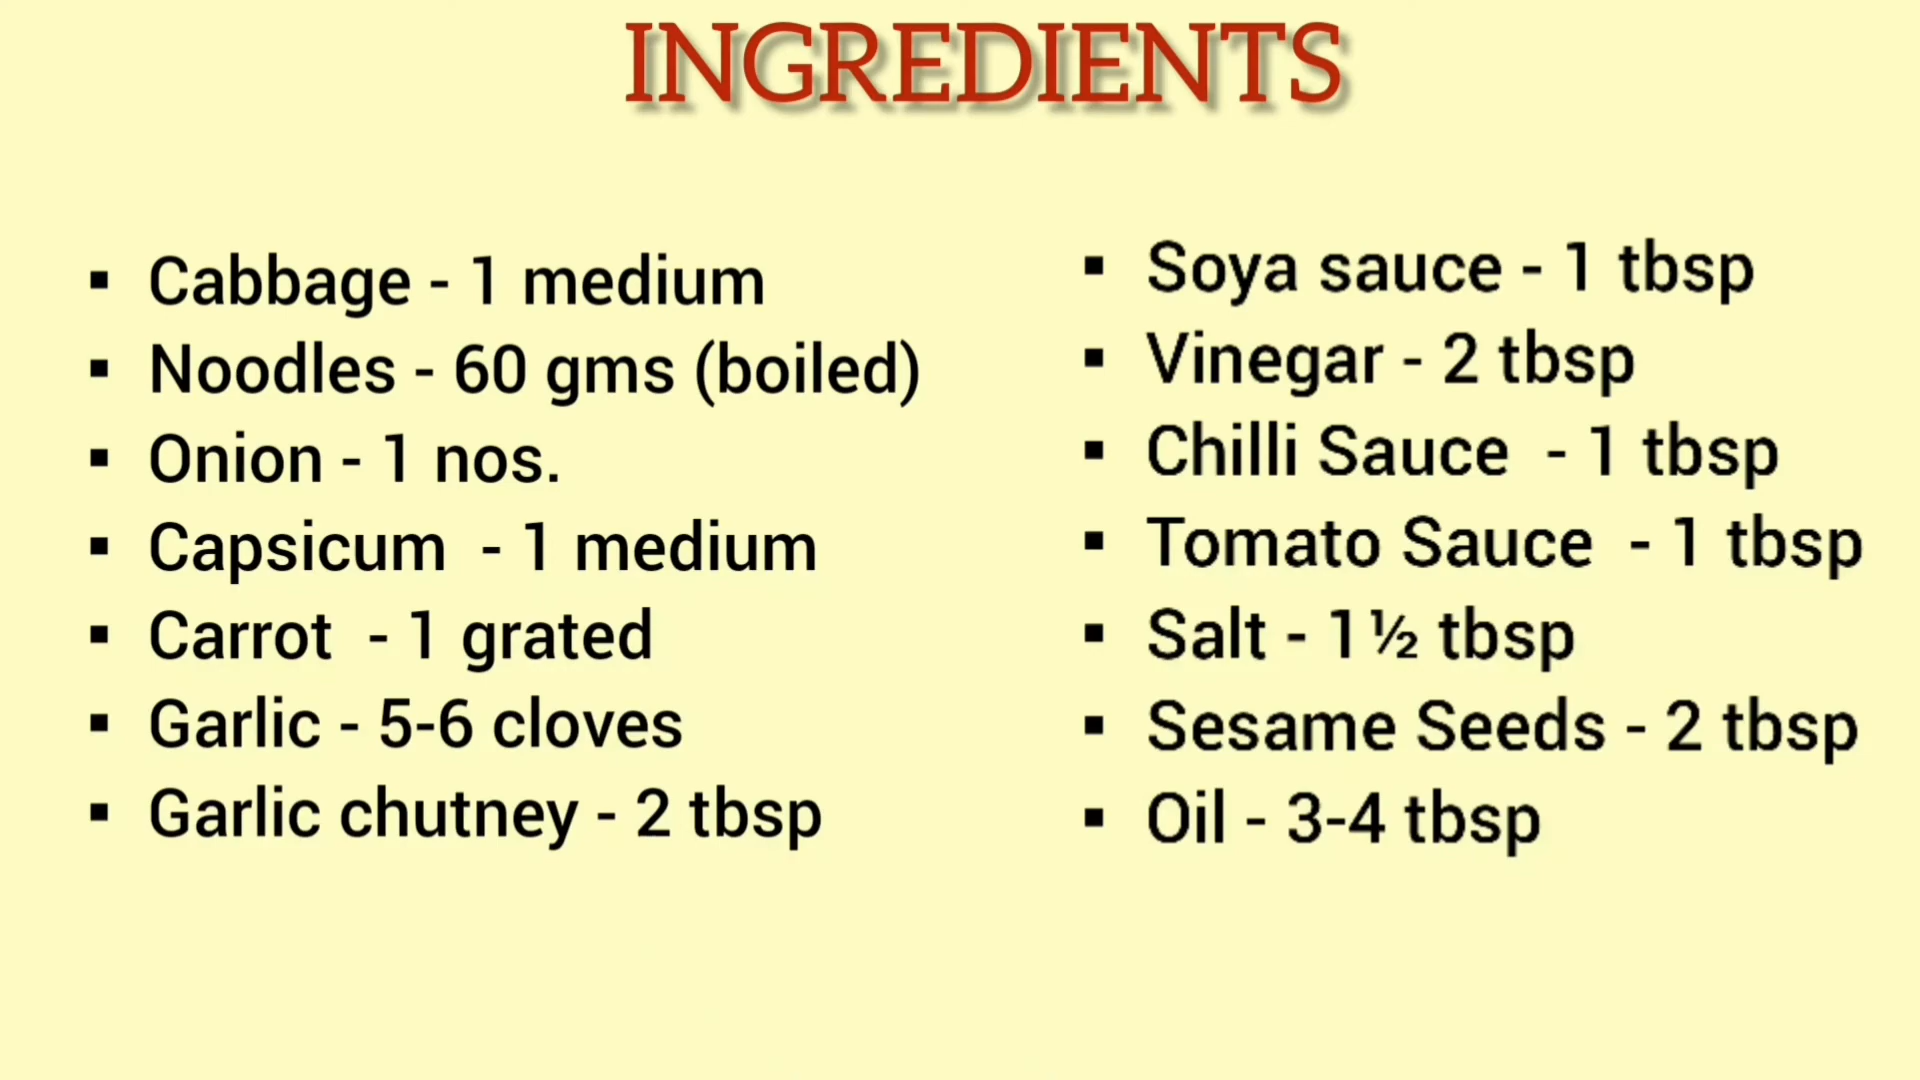 INGREDIENTS
▪ Cabbage - 1 medium
▪ Noodles - 60 gms (boiled)
▪ Onion - 1 nos.
▪ Capsicum - 1 medium
▪ Carrot - 1 grated
▪ Garlic - 5-6 cloves
▪ Garlic chutney - 2 tbsp
▪ Soya sauce - 1 tbsp
▪ Vinegar - 2 tbsp
▪ Chilli Sauce - 1 tbsp
▪ Tomato Sauce - 1 tbsp
▪ Salt - 1 ½ tbsp
▪ Sesame Seeds - 2 tbsp
▪ Oil - 3-4 tbsp